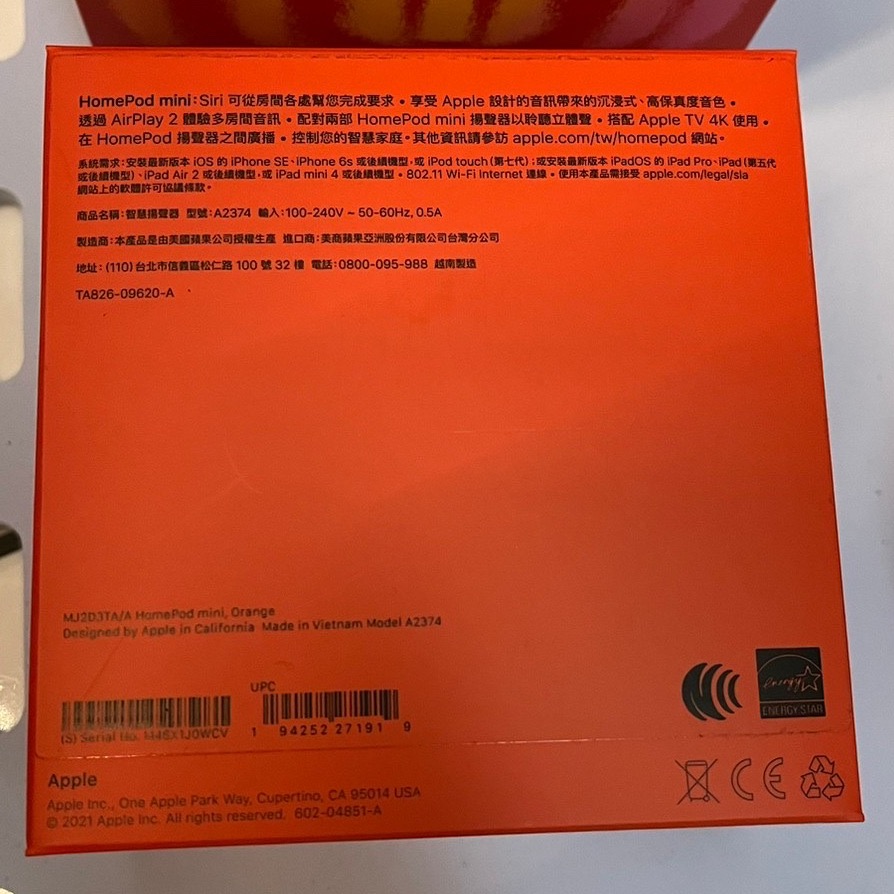 HomePod mini：Siri 可從房間各處幫您完成要求。享受 Apple 設計的音訊帶來的沉浸式、高保真度音色。
透過 AirPlay 2 體驗多房間音訊。配對兩部 HomePod mini 揚聲器以聆聽立體聲。搭配 Apple TV 4K 使用。
在 HomePod 揚聲器之間廣播。控制您的智慧家庭。其他資訊請參訪 apple.com/tw/homepod 網站。
系統需求：安裝最新版本 iOS 的 iPhone SE、iPhone 6s 或後續機型，或 iPod touch（第七代）；或安裝最新版本 iPadOS 的 iPad Pro、iPad（第五代
或後續機型）、iPad Air 2 或後續機型，或 iPad mini 4 或後續機型。802.11 Wi-Fi Internet 連線。使用本產品需接受 apple.com/legal/sla
網站上的軟體許可協議條款。
商品名稱：智慧揚聲器 型號：A2374 輸入：100-240V ~ 50-60Hz, 0.5A
製造商：本產品是由美國蘋果公司授權生產 進口商：美商蘋果亞洲股份有限公司台灣分公司
地址：(110) 台北市信義區松仁路 100 號 32 樓 電話：0800-095-988 越南製造
TA826-09620-A
MJ2D3TA/A HomePod mini, Orange
Designed by Apple in California Made in Vietnam Model A2374
UPC
(S) Serial No. M4SX1J0WCV
1 94252 27191 9
energy
ENERGY STAR
Apple
Apple Inc., One Apple Park Way, Cupertino, CA 95014 USA
© 2021 Apple Inc. All rights reserved. 602-04851-A
CE